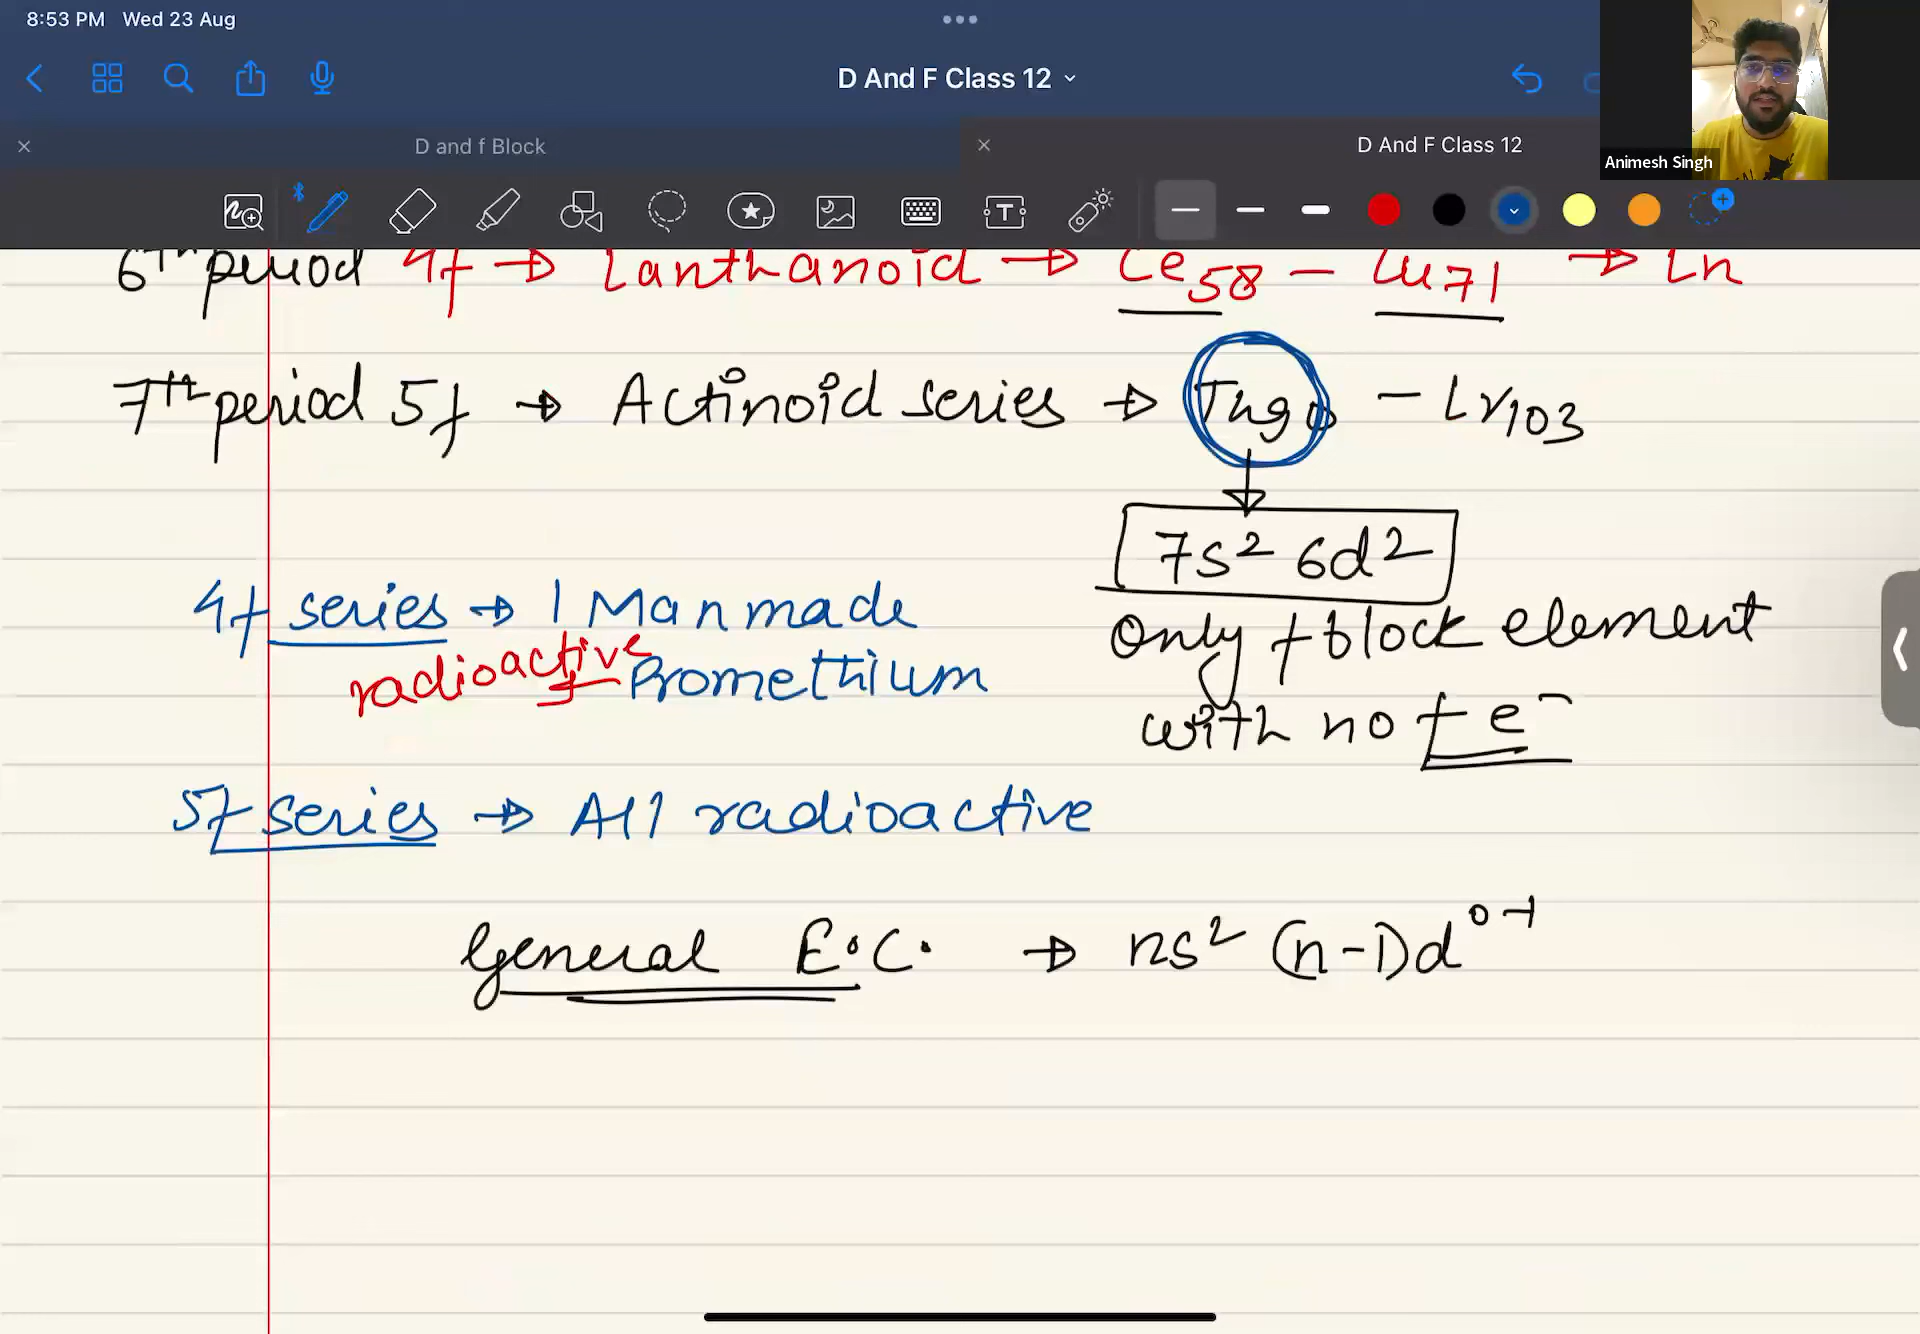 8:53 PM Wed 23 Aug
D And F Class 12
D and f Block
D And F Class 12
Animesh Singh
6th period 4f → Lanthanoid → Ce58 – Lu71 → Ln
7th period 5f → Actinoid series → Th90 – Lr103
7s² 6d²
4f series → 1 Man made
Only f block element
radioactive Promethium
with no f e⁻
5f series → All radioactive
General E.C. → ns² (n-1)d⁰⁻¹